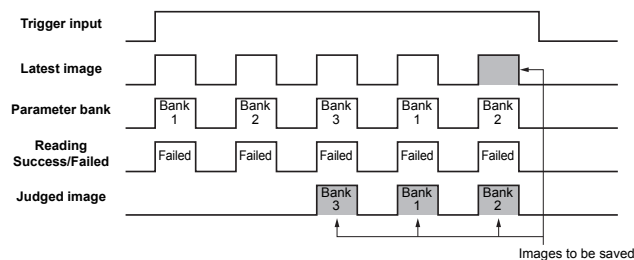 Trigger input
Latest image
Parameter bank
Bank 1
Bank 2
Bank 3
Bank 1
Bank 2
Reading
Success/Failed
Failed
Failed
Failed
Failed
Failed
Judged image
Bank 3
Bank 1
Bank 2
Images to be saved